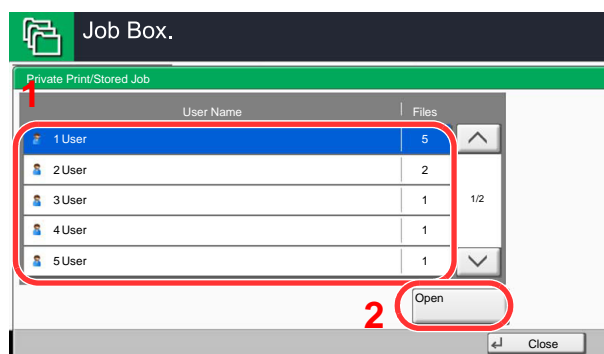 Job Box.
Private Print/Stored Job
1
User Name Files
1 User 5
2 User 2
3 User 1
1/2
4 User 1
5 User 1
Open
2
Close